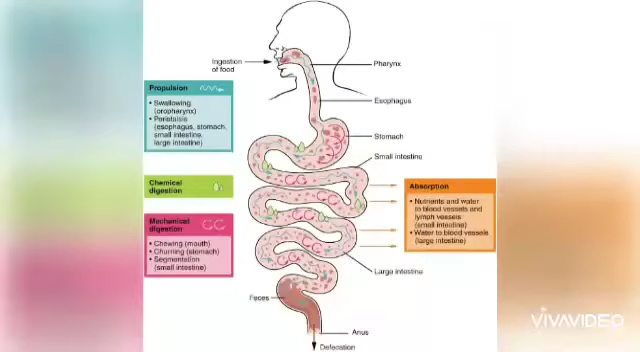 Ingestion
of food
Pharynx
Esophagus
Propulsion
• Swallowing
(oropharynx)
• Peristalsis
(esophagus, stomach,
small intestine,
large intestine)
Stomach
Small intestine
Chemical
digestion
Absorption
• Nutrients and water
to blood vessels and
lymph vessels
(small intestine)
• Water to blood vessels
(large intestine)
Mechanical
digestion
• Chewing (mouth)
• Churning (stomach)
• Segmentation
(small intestine)
Large intestine
Feces
Anus
Defecation
VIVAVIDEO